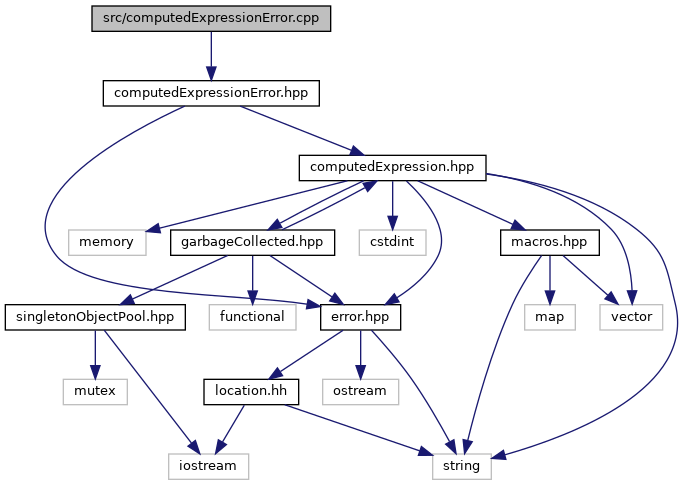 src/computedExpressionError.cpp
computedExpressionError.hpp
computedExpression.hpp
memory
garbageCollected.hpp
cstdint
macros.hpp
singletonObjectPool.hpp
functional
error.hpp
map
vector
mutex
location.hh
ostream
iostream
string